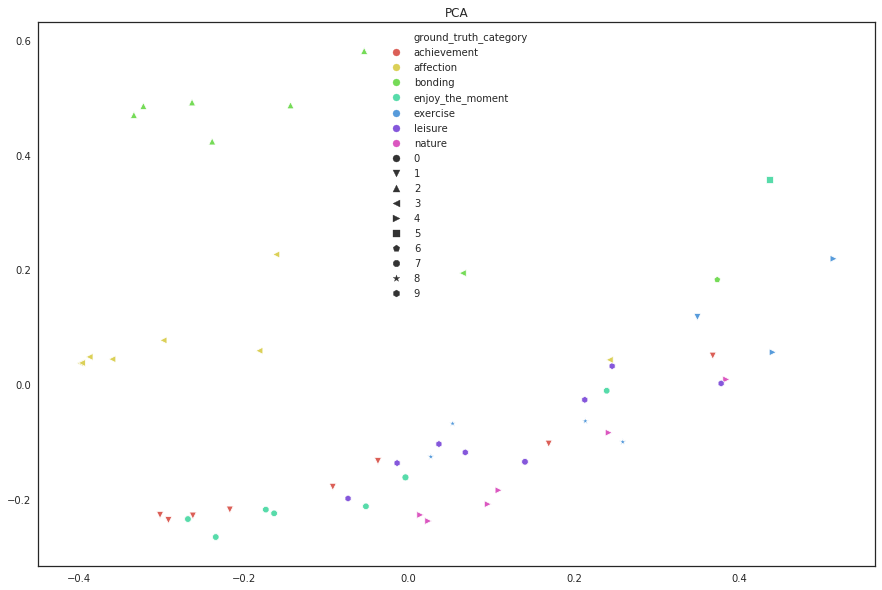 PCA
0.6
0.4
0.2
0.0
−0.2
ground_truth_category
achievement
affection
bonding
enjoy_the_moment
exercise
leisure
nature
0
1
2
3
4
5
6
7
8
9
−0.4
−0.2
0.0
0.2
0.4